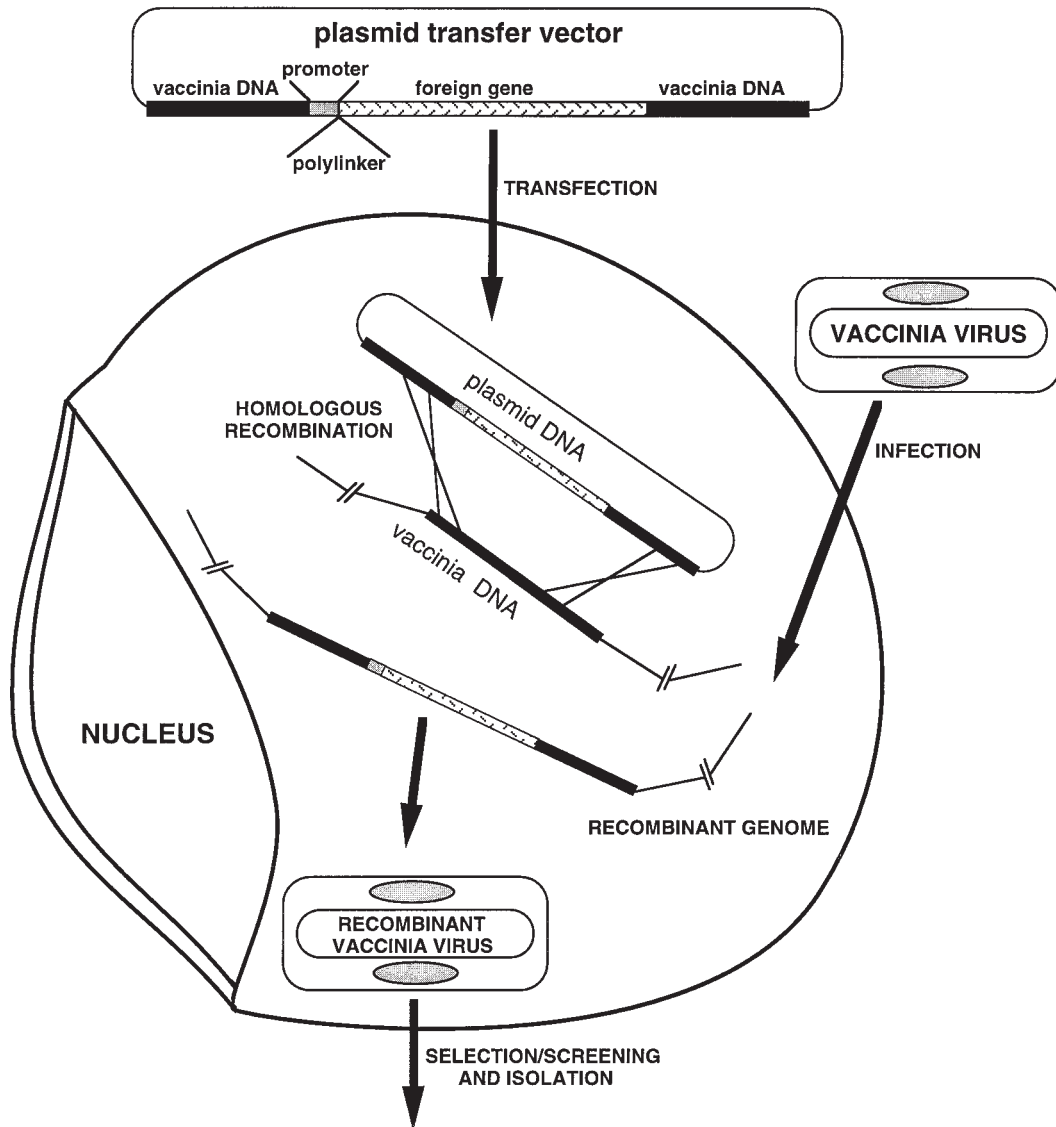 plasmid transfer vector
promoter
vaccinia DNA
foreign gene
vaccinia DNA
polylinker
TRANSFECTION
VACCINIA VIRUS
plasmid DNA
HOMOLOGOUS
RECOMBINATION
INFECTION
vaccinia DNA
NUCLEUS
RECOMBINANT GENOME
RECOMBINANT
VACCINIA VIRUS
SELECTION/SCREENING
AND ISOLATION